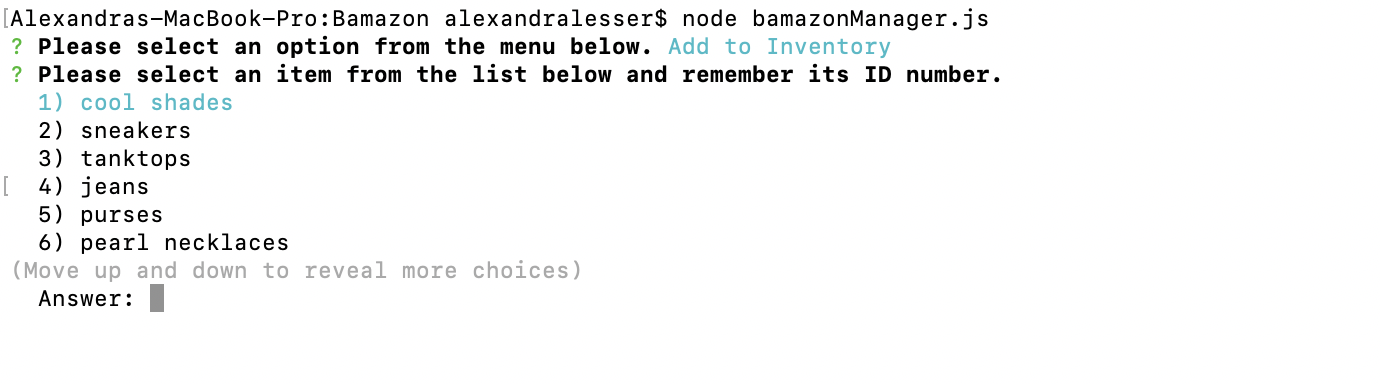 [Alexandras-MacBook-Pro:Bamazon alexandralesser$ node bamazonManager.js
? Please select an option from the menu below. Add to Inventory
? Please select an item from the list below and remember its ID number.
1) cool shades
2) sneakers
3) tanktops
[ 4) jeans
5) purses
6) pearl necklaces
(Move up and down to reveal more choices)
Answer: